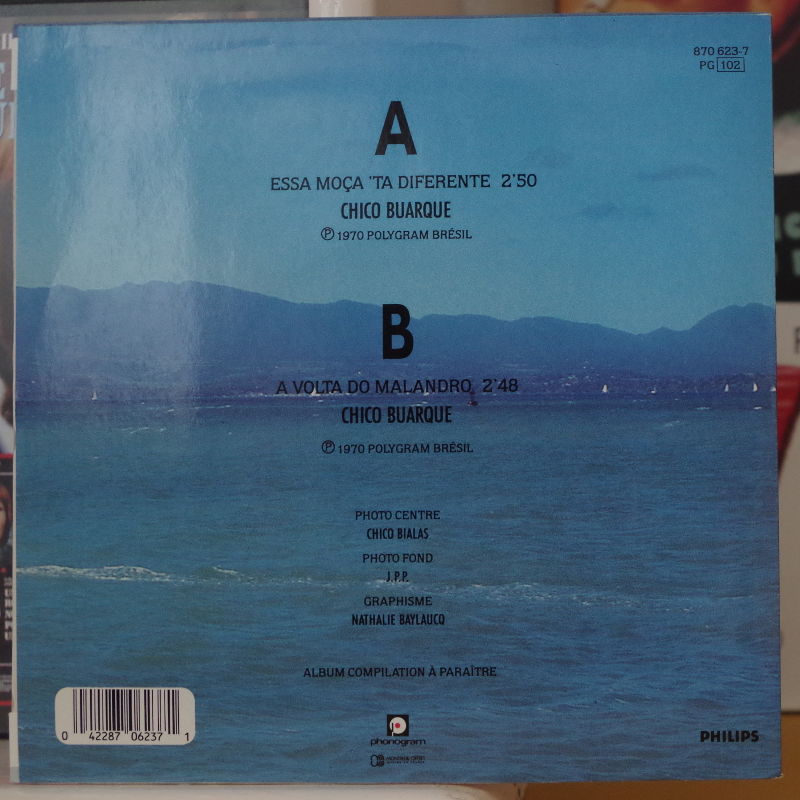 870 623-7
PG 102
A
ESSA MOÇA 'TA DIFERENTE 2'50
CHICO BUARQUE
℗ 1970 POLYGRAM BRÉSIL
B
A VOLTA DO MALANDRO 2'48
CHICO BUARQUE
℗ 1970 POLYGRAM BRÉSIL
PHOTO CENTRE
CHICO BIALAS
PHOTO FOND
J.P.P.
GRAPHISME
NATHALIE BAYLAUCQ
ALBUM COMPILATION À PARAÎTRE
0 42287 06237 1
phonogram
PHILIPS